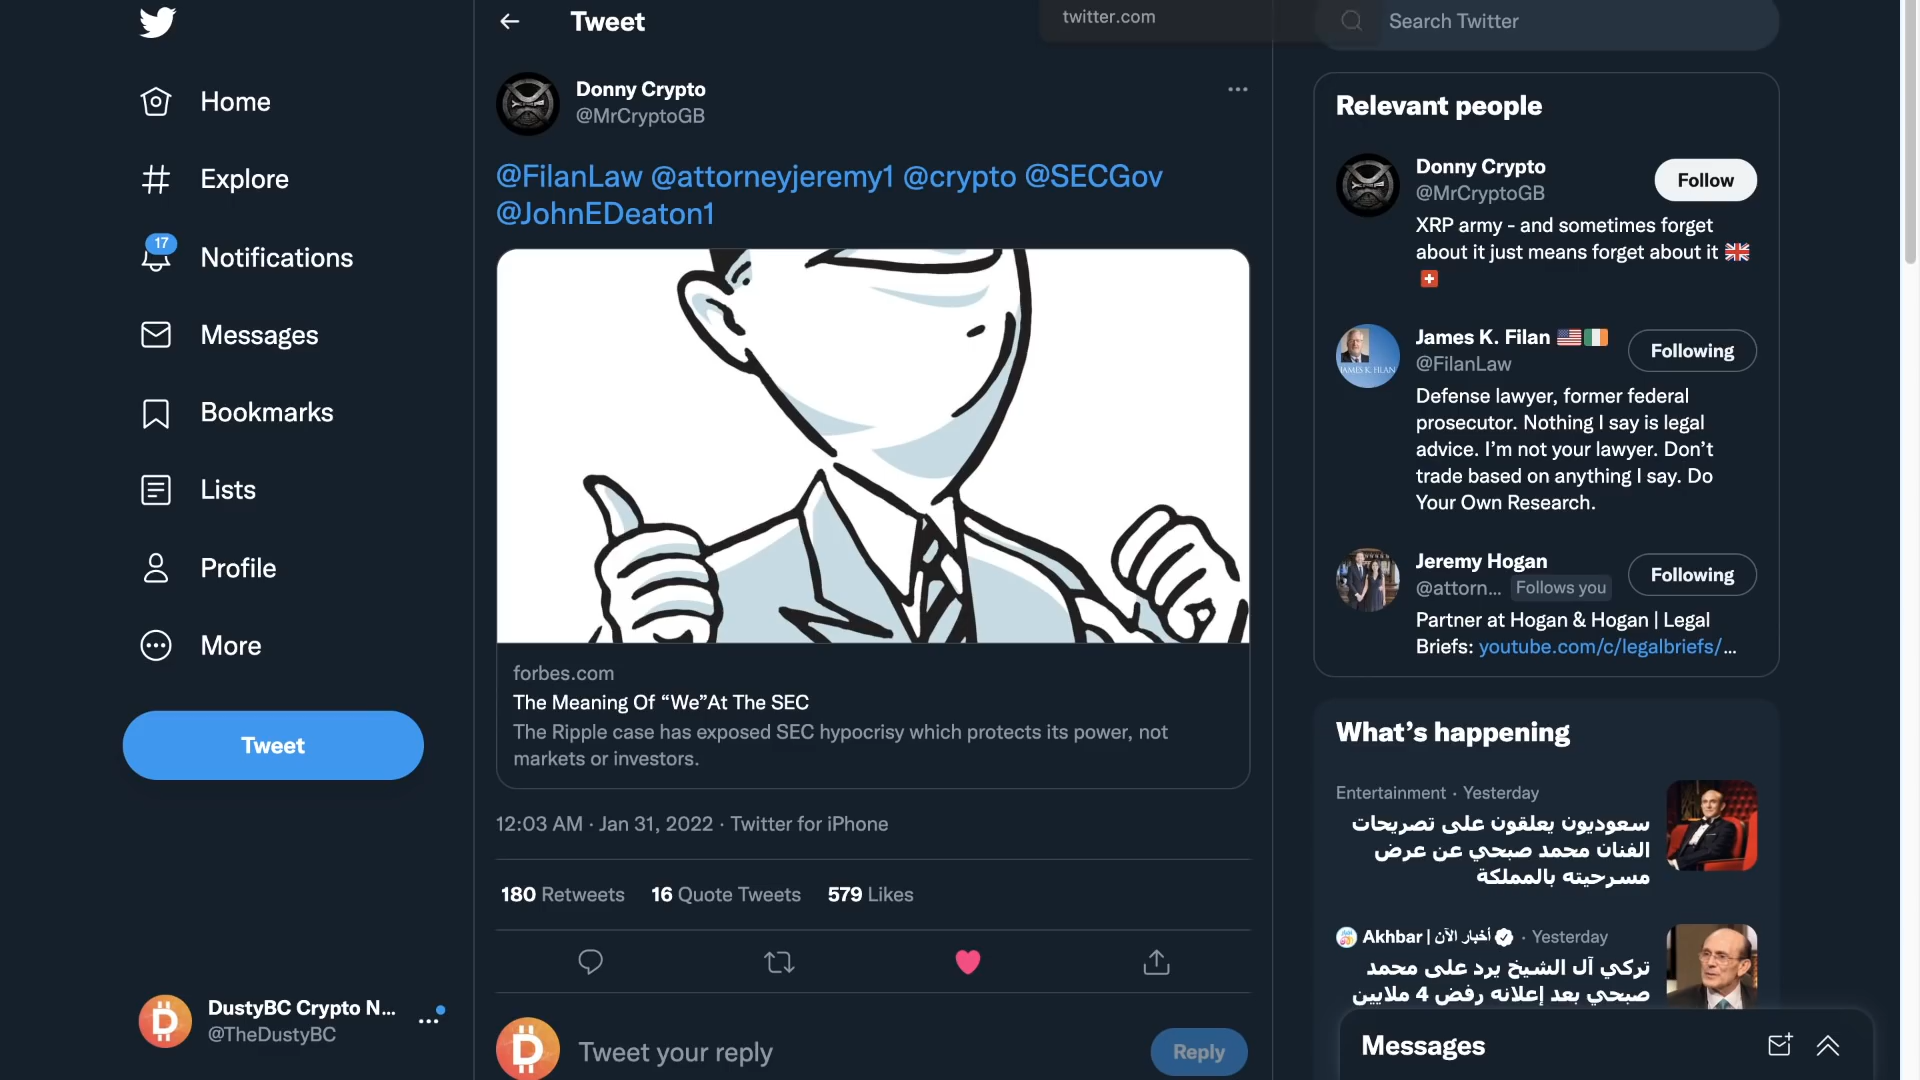 Tweet
twitter.com
Search Twitter
Home
Explore
17
Notifications
Messages
Bookmarks
Lists
Profile
More
Tweet
DustyBC Crypto N...
@TheDustyBC
Donny Crypto
@MrCryptoGB
@FilanLaw @attorneyjeremy1 @crypto @SECGov
@JohnEDeaton1
forbes.com
The Meaning Of “We”At The SEC
The Ripple case has exposed SEC hypocrisy which protects its power, not
markets or investors.
12:03 AM · Jan 31, 2022 · Twitter for iPhone
180 Retweets 16 Quote Tweets 579 Likes
Tweet your reply
Reply
Relevant people
Donny Crypto
@MrCryptoGB
Follow
XRP army - and sometimes forget
about it just means forget about it
James K. Filan
@FilanLaw
Following
JAMES K. FILAN
Defense lawyer, former federal
prosecutor. Nothing I say is legal
advice. I’m not your lawyer. Don’t
trade based on anything I say. Do
Your Own Research.
Jeremy Hogan
@attorn... Follows you
Following
Partner at Hogan & Hogan | Legal
Briefs: youtube.com/c/legalbriefs/...
What’s happening
Entertainment · Yesterday
سعوديون يعلقون على تصريحات
الفنان محمد صبحي عن عرض
مسرحيته بالمملكة
Akhbar | أخبار الآن · Yesterday
تركي آل الشيخ يرد على محمد
صبحي بعد إعلانه رفض 4 ملايين
Messages